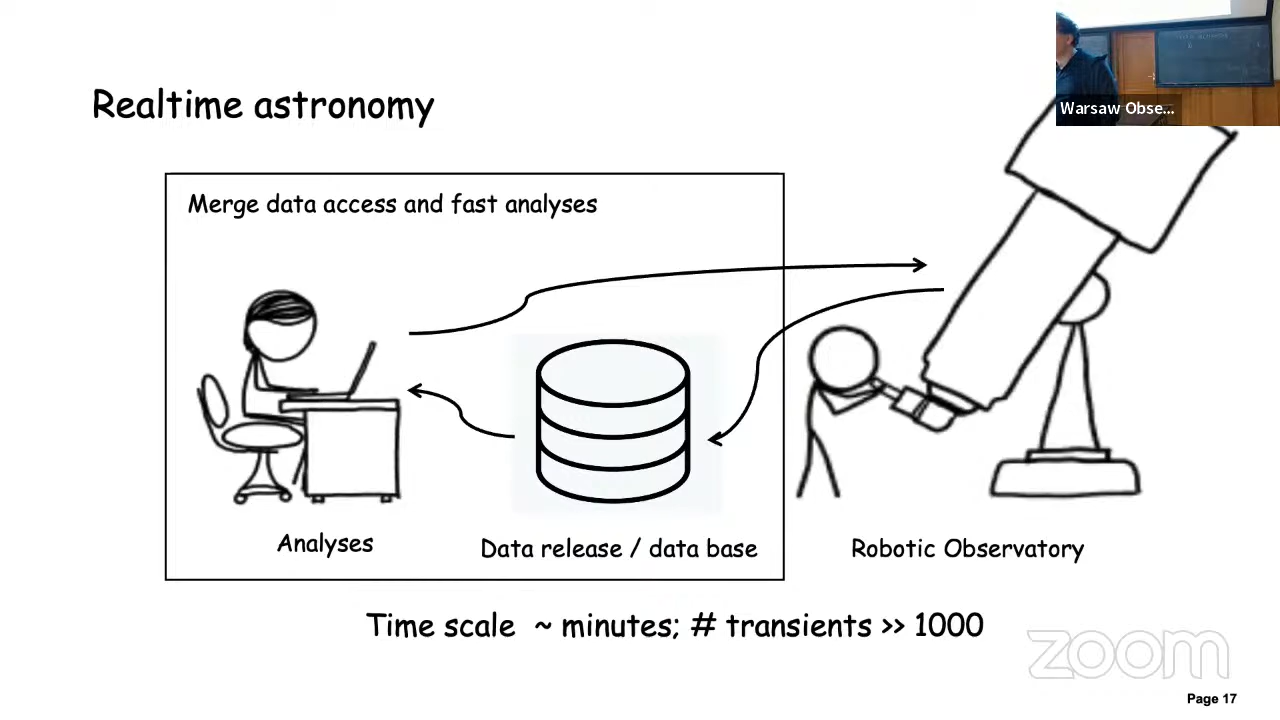 Realtime astronomy
Warsaw Obse...
Merge data access and fast analyses
Analyses
Data release / data base
Robotic Observatory
Time scale ~ minutes; # transients >> 1000
zoom
Page 17